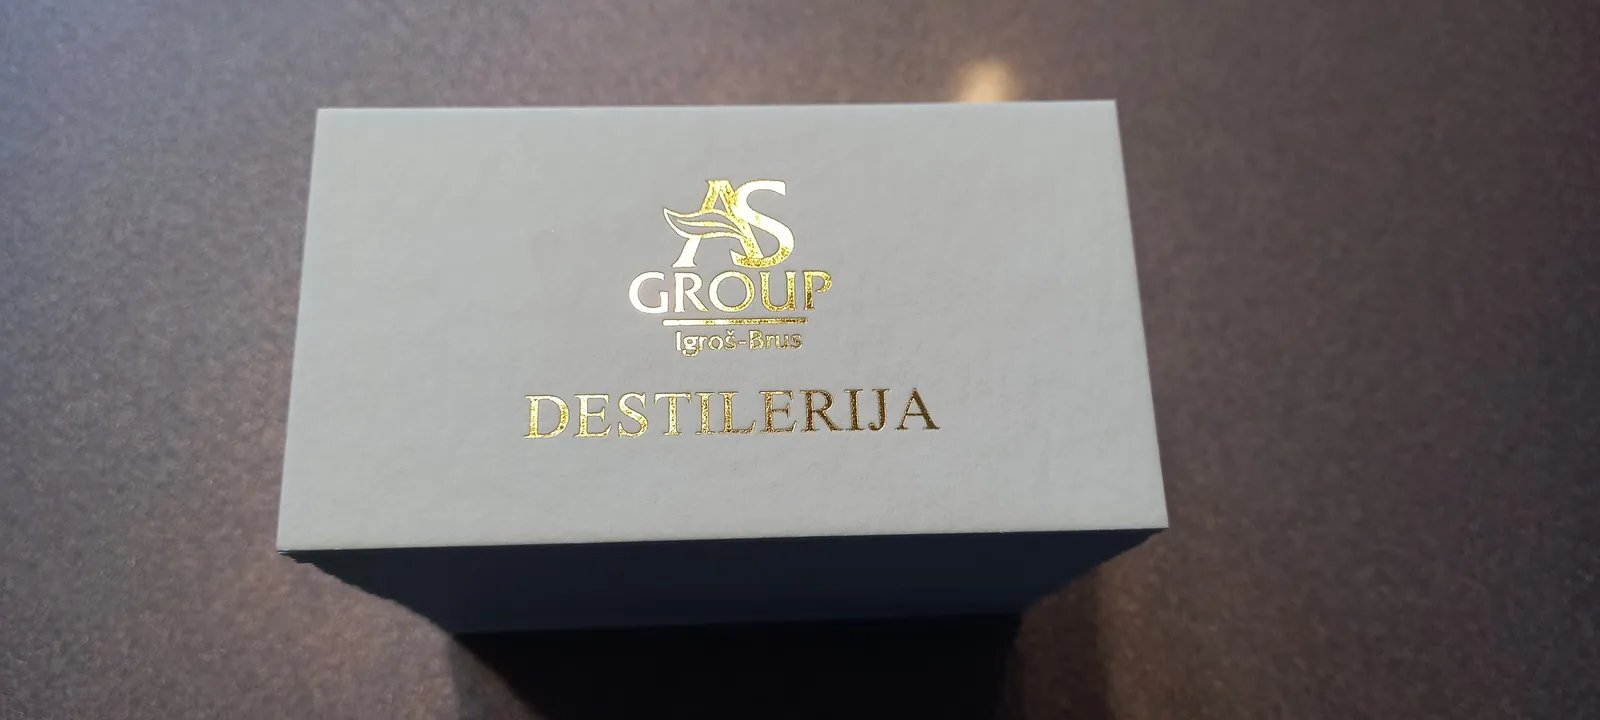 AS
GROUP
Igroš-Brus
DESTILERIJA